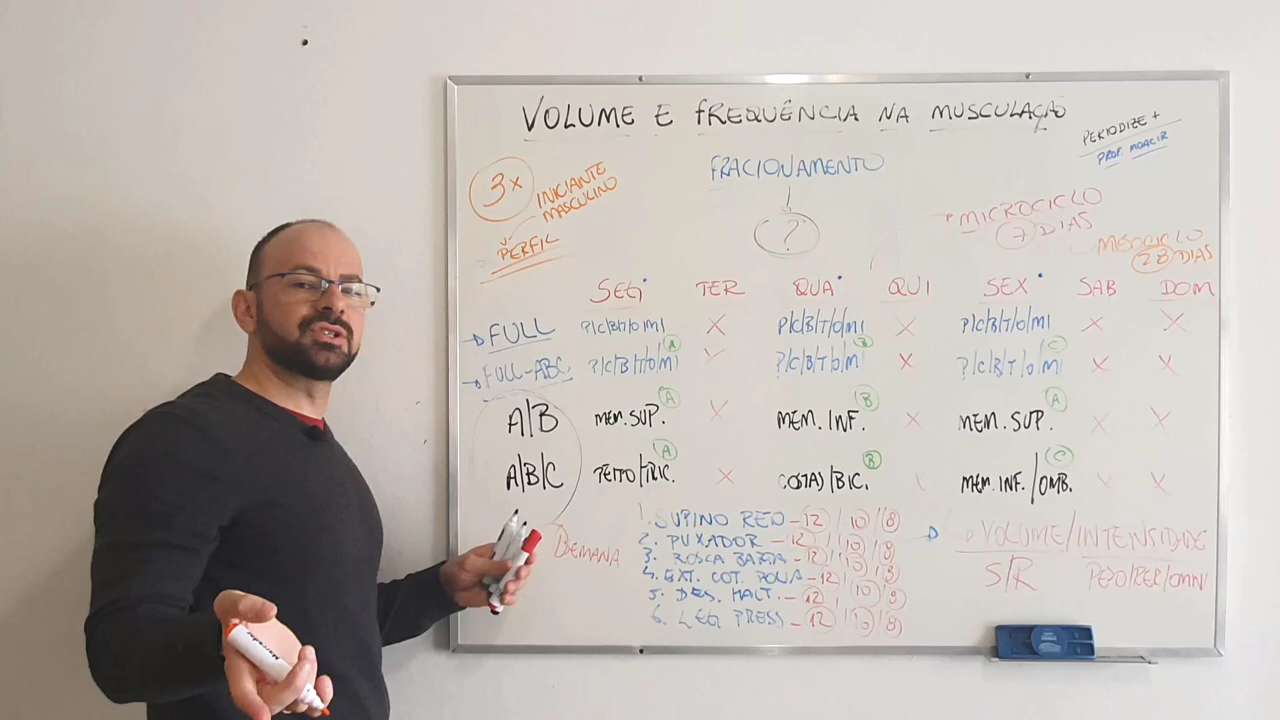 VOLUME E FREQUÊNCIA NA MUSCULAÇÃO
PERIODIZE +
PROF. MOACIR
FRACIONAMENTO
?
3x
INICIANTE
MASCULINO
PERFIL
MICROCICLO
7 DIAS
MESOCICLO
28 DIAS
SEG TER QUA QUI SEX SAB DOM
FULL P/C/B/T/O/M/ X P/C/B/T/O/M/ X P/C/B/T/O/M/ X X
FULL-ABC P/C/B/T/O/M/ A X P/C/B/T/O/M B X P/C/B/T/O/M/ C X X
A/B MEM. SUP. A X MEM. INF. B X MEM. SUP. A X X
A/B/C PEITO/TRIC. A X COSTAS/BIC. B X MEM. INF./OMB. C X X
1. SUPINO RETO - 12 / 10 / 8
2. PUXADOR - 12 / 10 / 8
3. ROSCA BARRA - 12 / 10 / 8
4. EXT. COT. POLIA - 12 / 10 / 8
5. DES. HALT. - 12 / 10 / 8
6. LEG PRESS - 12 / 10 / 8
VOLUME/INTENSIDADE
S/R PESO/RER/OMNI